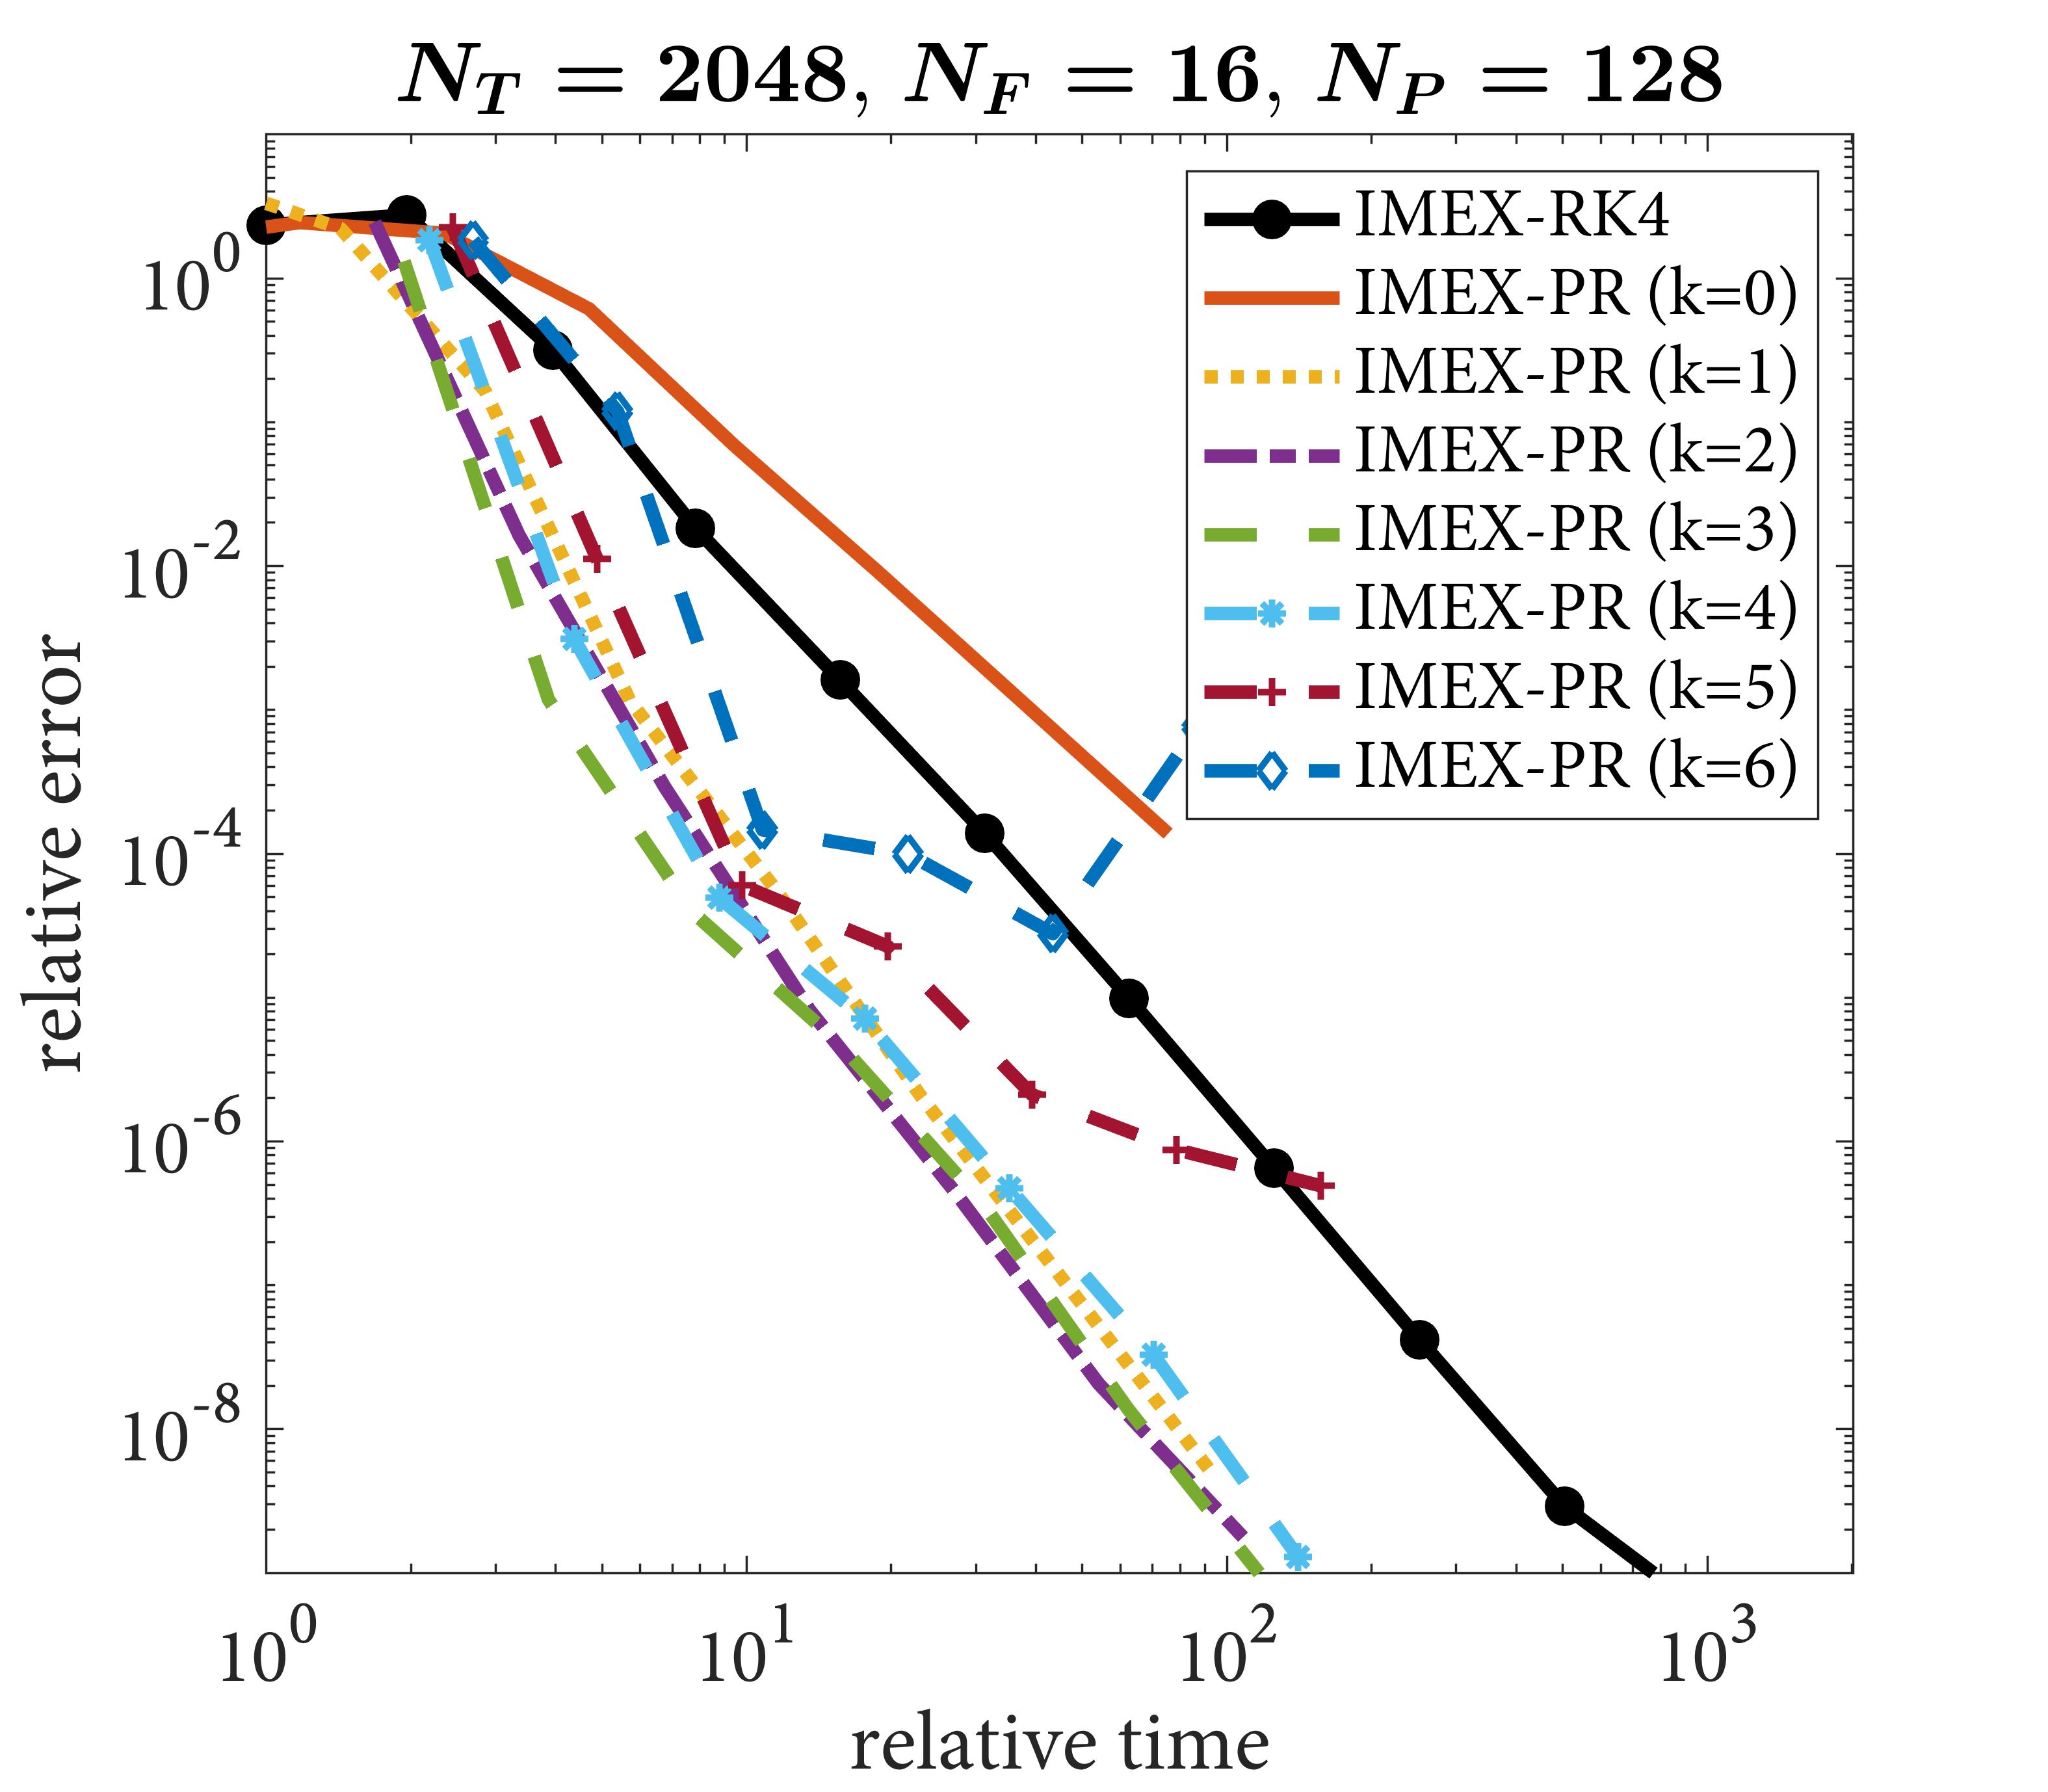 N_T = 2048, N_F = 16, N_P = 128
IMEX-RK4
IMEX-PR (k=0)
IMEX-PR (k=1)
IMEX-PR (k=2)
IMEX-PR (k=3)
IMEX-PR (k=4)
IMEX-PR (k=5)
IMEX-PR (k=6)
10^0
10^-2
10^-4
10^-6
10^-8
relative error
10^0 10^1 10^2 10^3
relative time